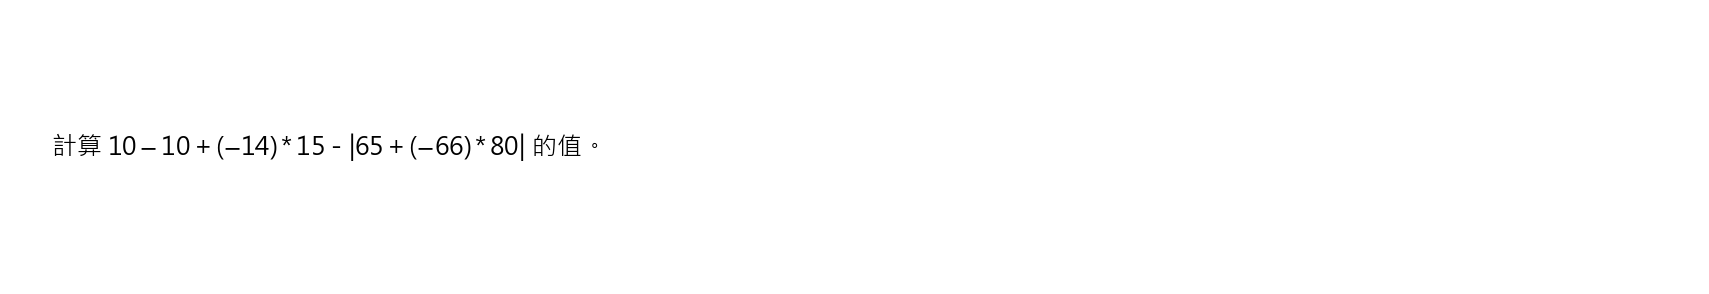 計算 10 – 10 + (–14) * 15 - |65 + (–66) * 80| 的值。